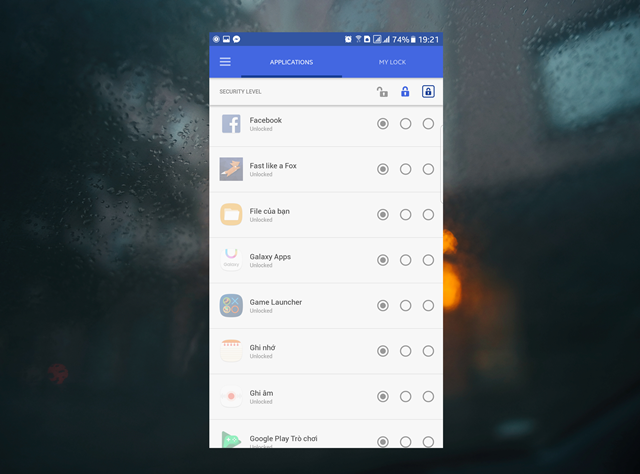 74% 19:21
APPLICATIONS
MY LOCK
SECURITY LEVEL
Facebook
Unlocked
Fast like a Fox
Unlocked
File của bạn
Unlocked
Galaxy Apps
Unlocked
Game Launcher
Unlocked
Ghi nhớ
Unlocked
Ghi âm
Unlocked
Google Play Trò chơi